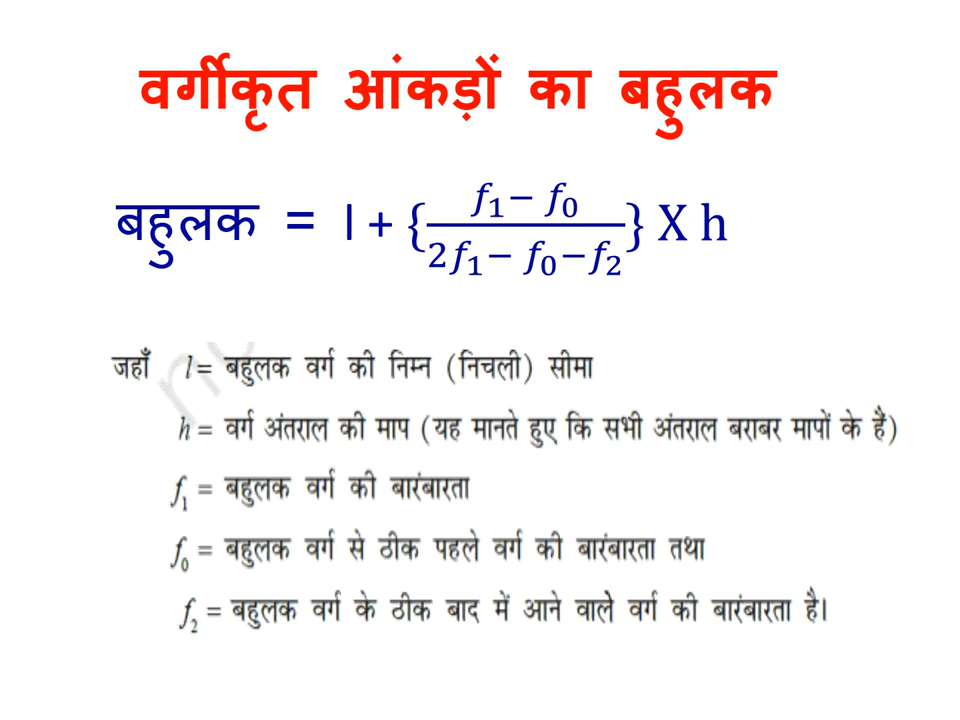 वर्गीकृत आंकड़ों का बहुलक
बहुलक = l + {\frac{f₁ − f₀}{2f₁ − f₀ − f₂}} X h
जहाँ l = बहुलक वर्ग की निम्न (निचली) सीमा
h = वर्ग अंतराल की माप (यह मानते हुए कि सभी अंतराल बराबर मापों के हैं)
f₁ = बहुलक वर्ग की बारंबारता
f₀ = बहुलक वर्ग से ठीक पहले वर्ग की बारंबारता तथा
f₂ = बहुलक वर्ग के ठीक बाद में आने वाले वर्ग की बारंबारता है।